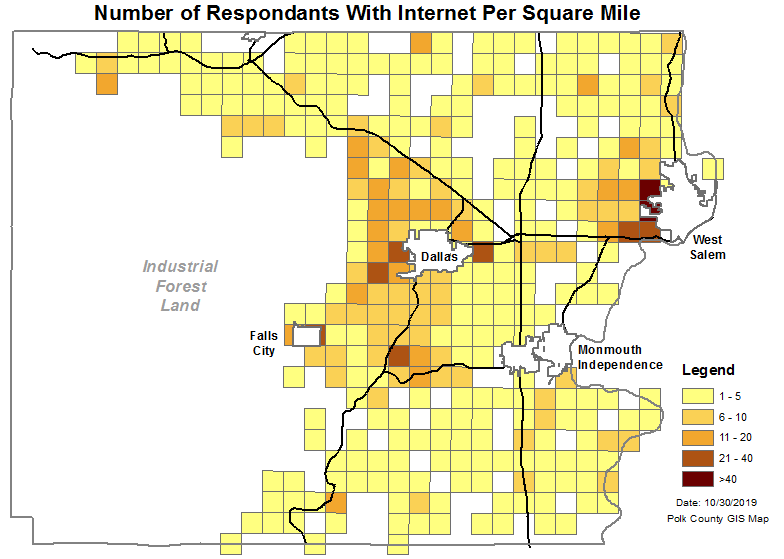 Number of Respondants With Internet Per Square Mile
West
Salem
Dallas
Industrial
Forest
Land
Falls
City
Monmouth
Independence
Legend
1 - 5
6 - 10
11 - 20
21 - 40
>40
Date: 10/30/2019
Polk County GIS Map